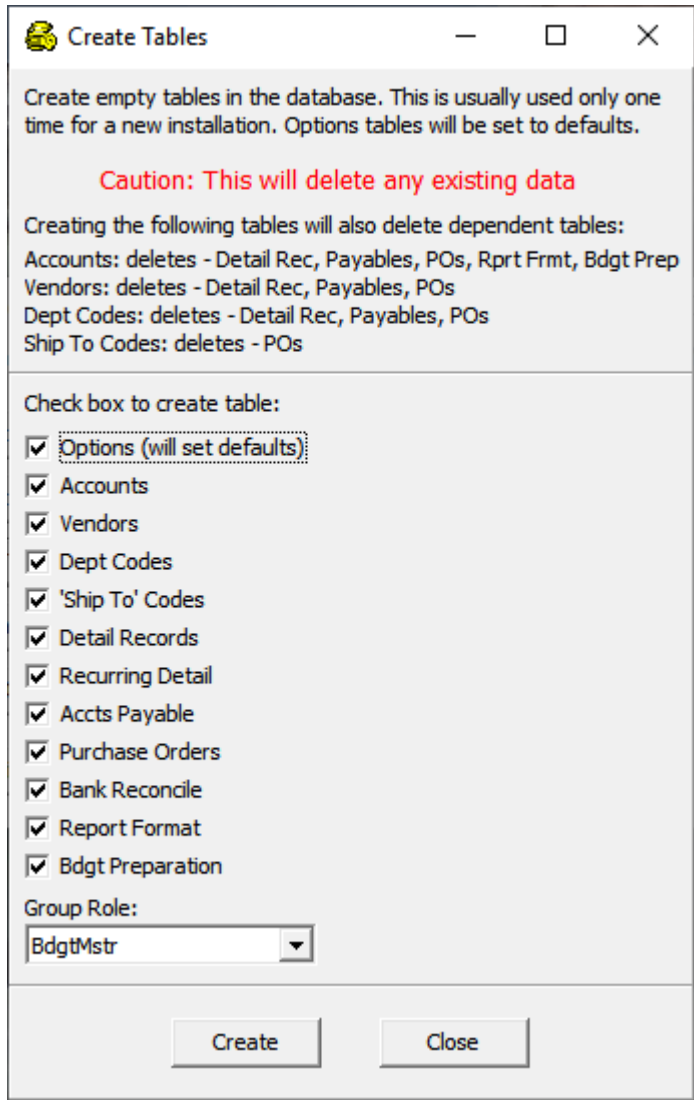 Create Tables
Create empty tables in the database. This is usually used only one
time for a new installation. Options tables will be set to defaults.
Caution: This will delete any existing data
Creating the following tables will also delete dependent tables:
Accounts: deletes - Detail Rec, Payables, POs, Rprt Frmt, Bdgt Prep
Vendors: deletes - Detail Rec, Payables, POs
Dept Codes: deletes - Detail Rec, Payables, POs
Ship To Codes: deletes - POs
Check box to create table:
Options (will set defaults)
Accounts
Vendors
Dept Codes
'Ship To' Codes
Detail Records
Recurring Detail
Accts Payable
Purchase Orders
Bank Reconcile
Report Format
Bdgt Preparation
Group Role:
BdgtMstr
Create Close